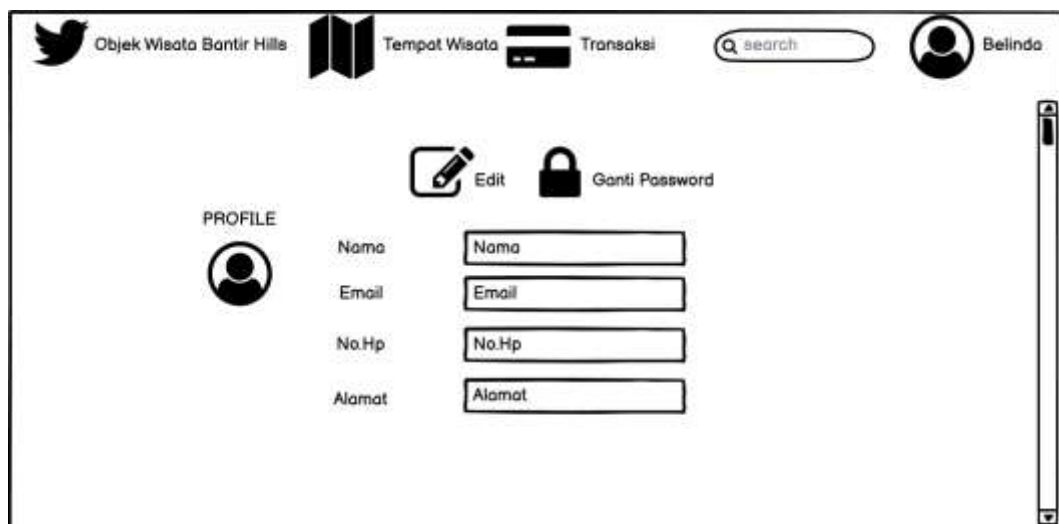 Objek Wisata Bantir Hills Tempat Wisata Transaksi search Belinda
Edit Ganti Password
PROFILE
Nama Nama
Email Email
No.Hp No.Hp
Alamat Alamat